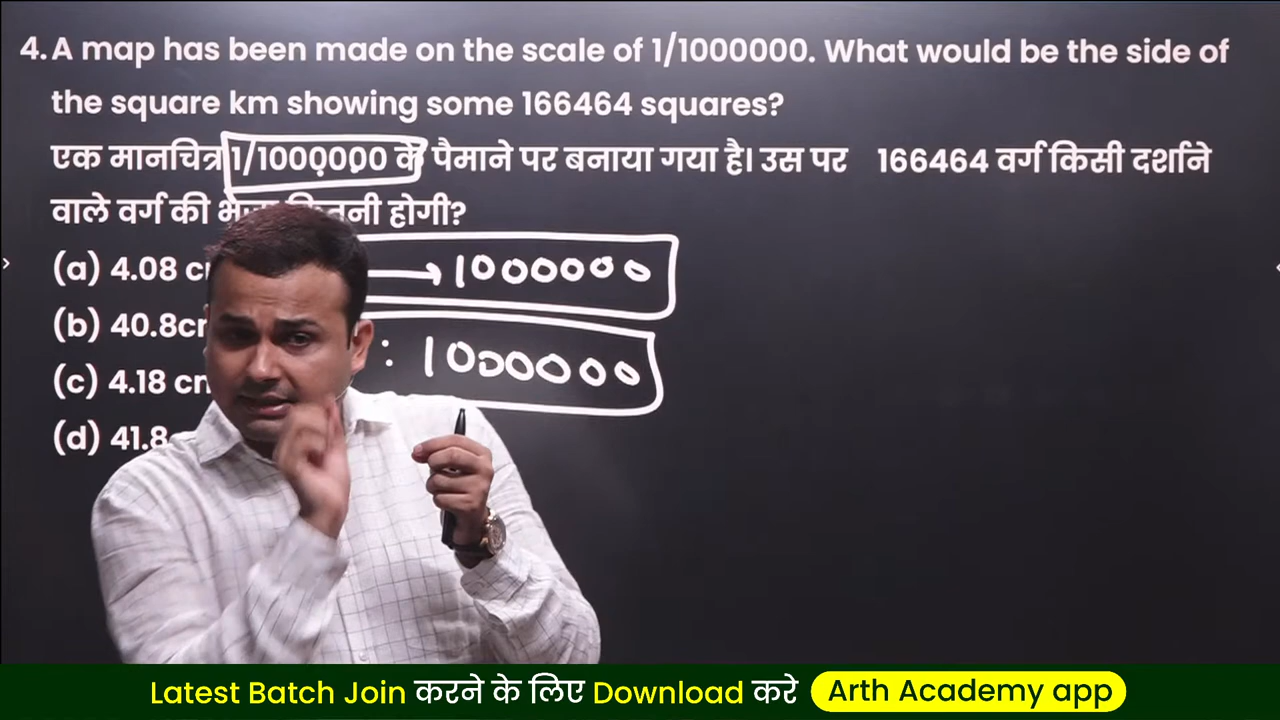 4. A map has been made on the scale of 1/1000000. What would be the side of
the square km showing some 166464 squares?
एक मानचित्र 1/1000000 के पैमाने पर बनाया गया है। उस पर 166464 वर्ग किमी दर्शाने
वाले वर्ग की होगी?
(a) 4.08
→ 1000000
(b) 40.8cm
: 1000000
(c) 4.18 cm
(d) 41.8
Latest Batch Join करने के लिए Download करे Arth Academy app